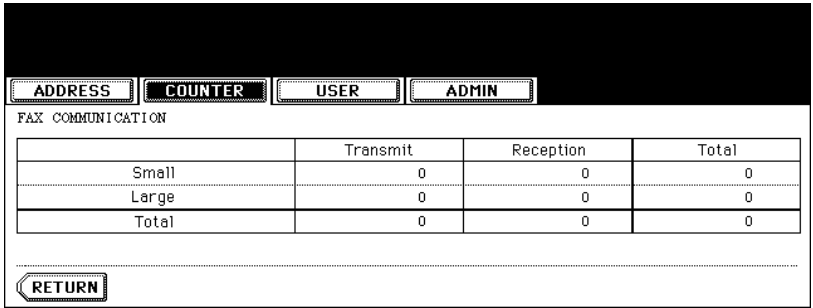 ADDRESS COUNTER USER ADMIN
FAX COMMUNICATION
Transmit Reception Total
Small 0 0 0
Large 0 0 0
Total 0 0 0
RETURN